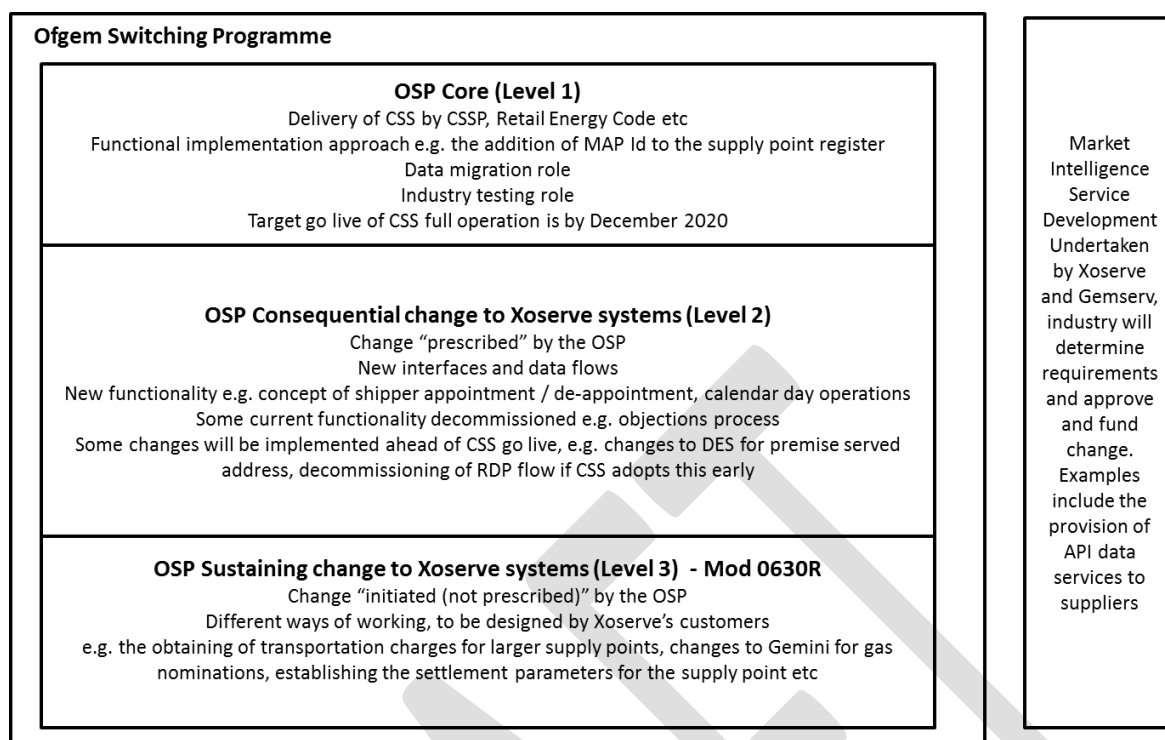 Ofgem Switching Programme
OSP Core (Level 1)
Delivery of CSS by CSSP, Retail Energy Code etc
Functional implementation approach e.g. the addition of MAP Id to the supply point register
Data migration role
Industry testing role
Target go live of CSS full operation is by December 2020
OSP Consequential change to Xoserve systems (Level 2)
Change “prescribed” by the OSP
New interfaces and data flows
New functionality e.g. concept of shipper appointment / de-appointment, calendar day operations
Some current functionality decommissioned e.g. objections process
Some changes will be implemented ahead of CSS go live, e.g. changes to DES for premise served
address, decommissioning of RDP flow if CSS adopts this early
OSP Sustaining change to Xoserve systems (Level 3) - Mod 0630R
Change “initiated (not prescribed)” by the OSP
Different ways of working, to be designed by Xoserve’s customers
e.g. the obtaining of transportation charges for larger supply points, changes to Gemini for gas
nominations, establishing the settlement parameters for the supply point etc
Market
Intelligence
Service
Development
Undertaken
by Xoserve
and Gemserv,
industry will
determine
requirements
and approve
and fund
change.
Examples
include the
provision of
API data
services to
suppliers